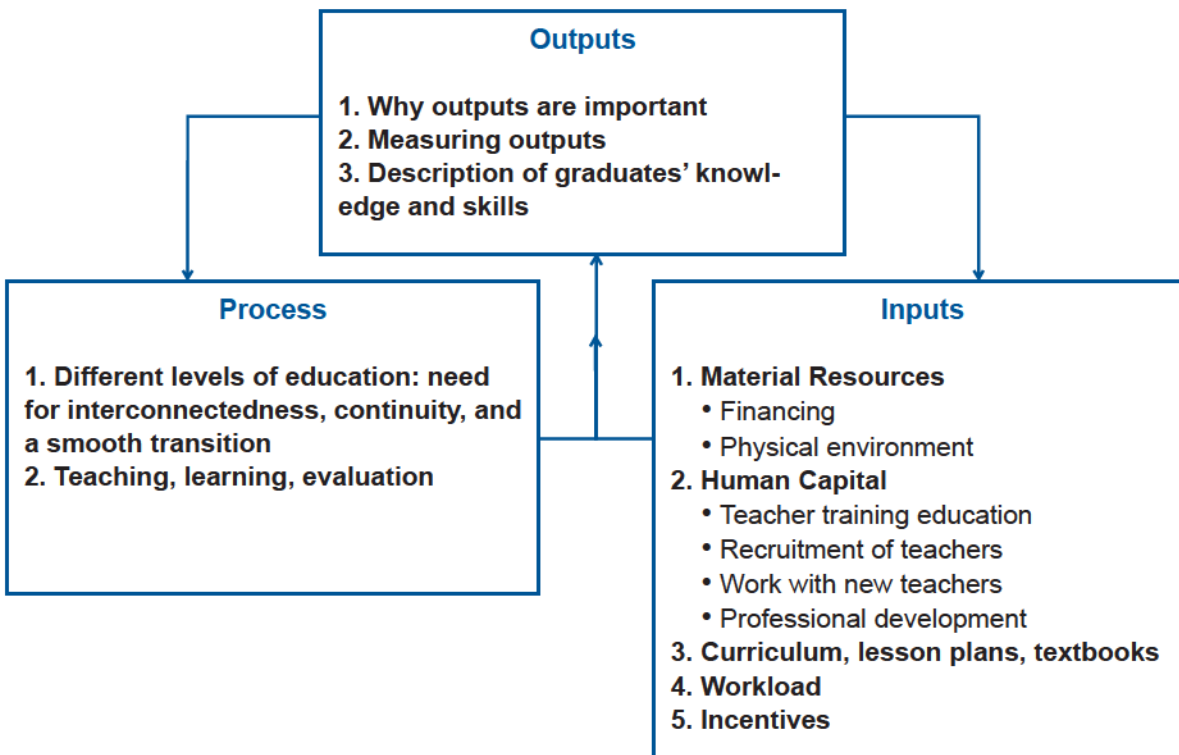 Outputs
1. Why outputs are important
2. Measuring outputs
3. Description of graduates’ knowl-
edge and skills
Process
1. Different levels of education: need
for interconnectedness, continuity, and
a smooth transition
2. Teaching, learning, evaluation
Inputs
1. Material Resources
• Financing
• Physical environment
2. Human Capital
• Teacher training education
• Recruitment of teachers
• Work with new teachers
• Professional development
3. Curriculum, lesson plans, textbooks
4. Workload
5. Incentives